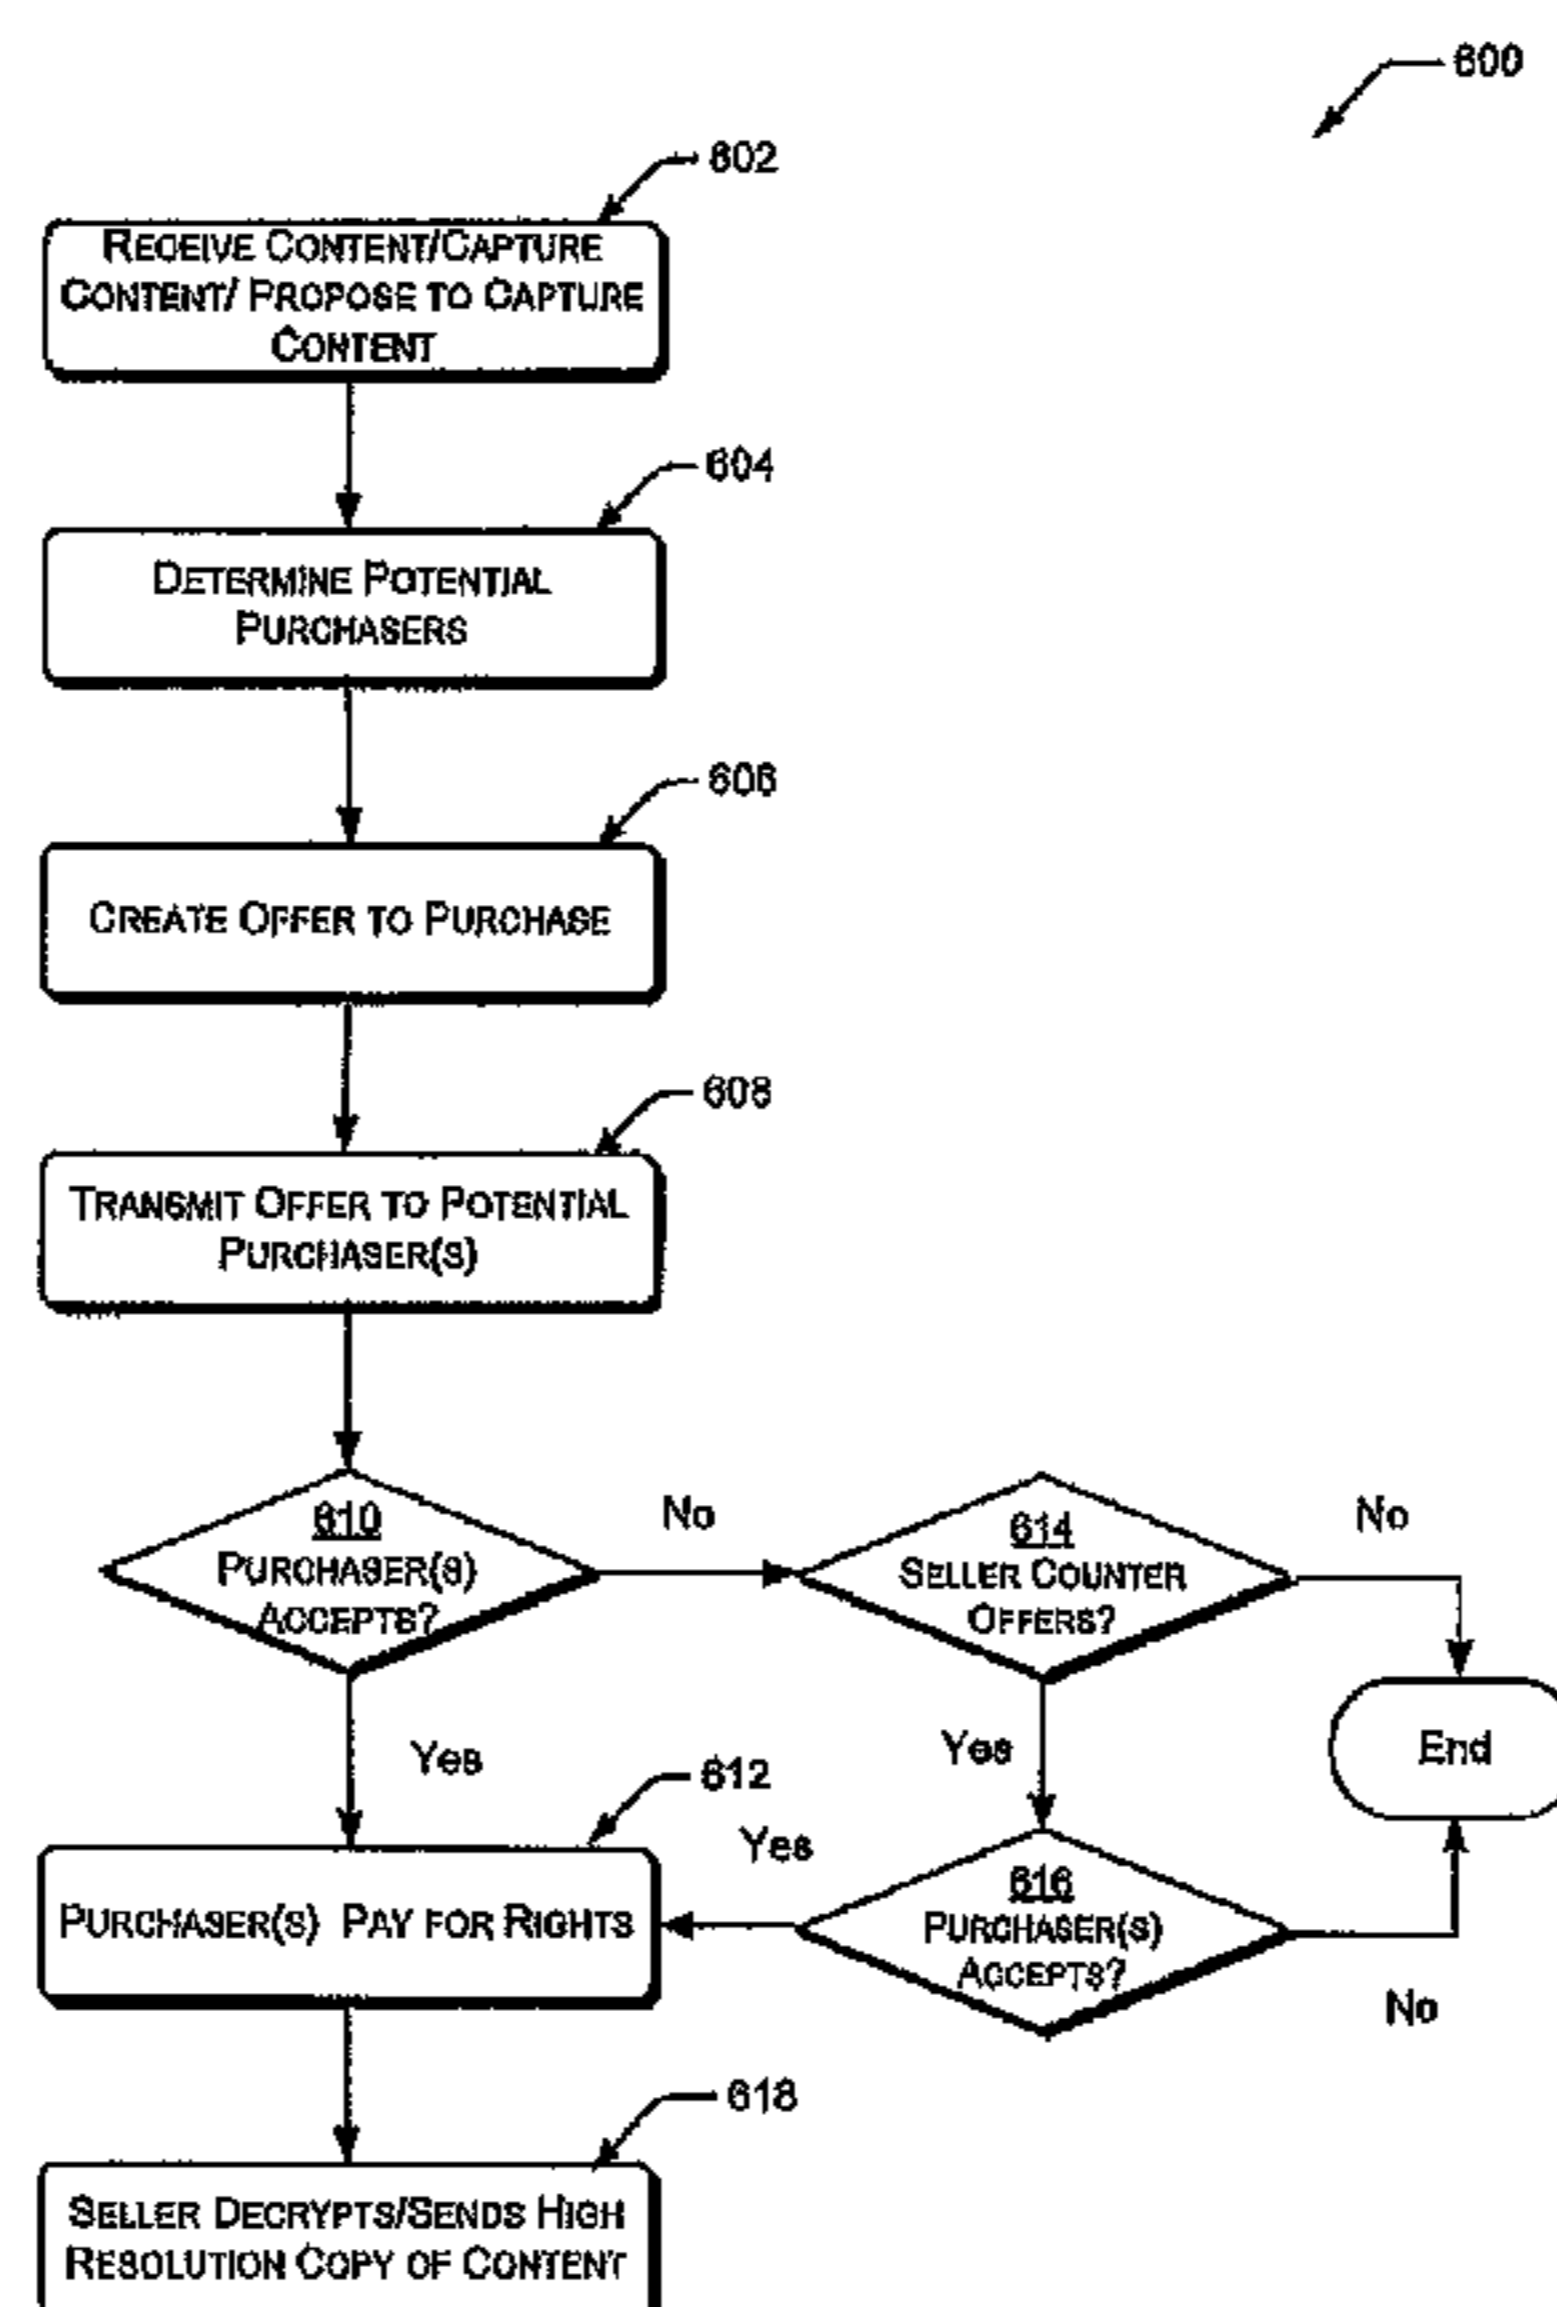 600
602
RECEIVE CONTENT/CAPTURE
CONTENT/ PROPOSE TO CAPTURE
CONTENT
604
DETERMINE POTENTIAL
PURCHASERS
606
CREATE OFFER TO PURCHASE
608
TRANSMIT OFFER TO POTENTIAL
PURCHASER(S)
610
PURCHASER(S)
ACCEPTS?
No
614
SELLER COUNTER
OFFERS?
No
Yes
Yes
End
612
PURCHASER(S) PAY FOR RIGHTS
Yes
616
PURCHASER(S)
ACCEPTS?
No
618
SELLER DECRYPTS/SENDS HIGH
RESOLUTION COPY OF CONTENT